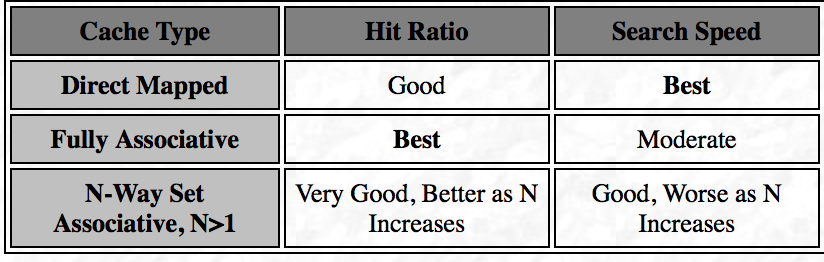 Cache Type Hit Ratio Search Speed
Direct Mapped Good Best
Fully Associative Best Moderate
N-Way Set Very Good, Better as N Good, Worse as N
Associative, N>1 Increases Increases